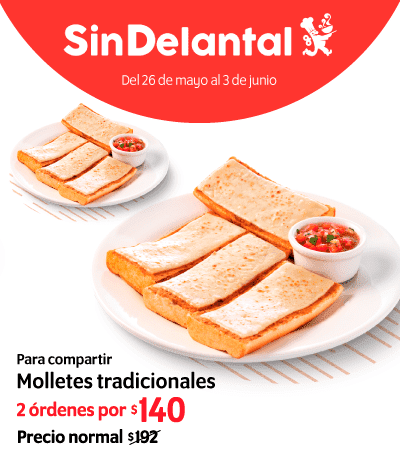 SinDelantal
Del 26 de mayo al 3 de junio
Para compartir
Molletes tradicionales
2 órdenes por $140
Precio normal $192